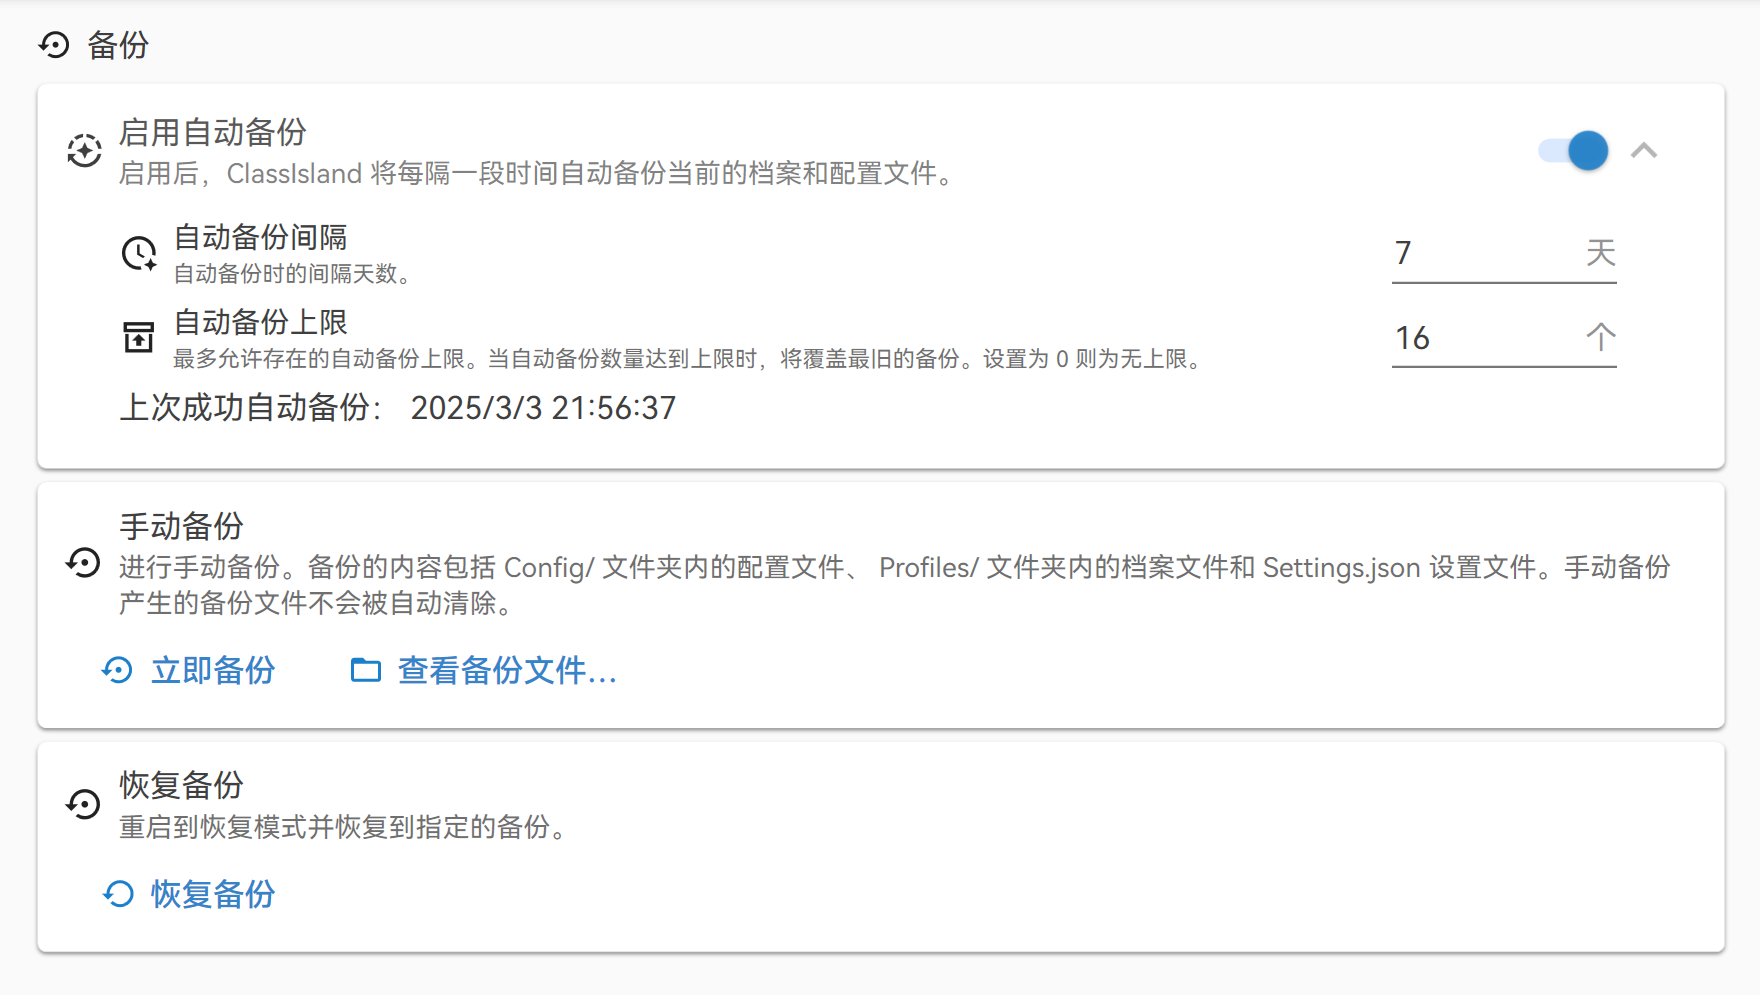 备份
启用自动备份
启用后，ClassIsland 将每隔一段时间自动备份当前的档案和配置文件。
自动备份间隔
自动备份时的间隔天数。
7 天
自动备份上限
最多允许存在的自动备份上限。当自动备份数量达到上限时，将覆盖最旧的备份。设置为 0 则为无上限。
16 个
上次成功自动备份： 2025/3/3 21:56:37
手动备份
进行手动备份。备份的内容包括 Config/ 文件夹内的配置文件、 Profiles/ 文件夹内的档案文件和 Settings.json 设置文件。手动备份
产生的备份文件不会被自动清除。
立即备份 查看备份文件...
恢复备份
重启到恢复模式并恢复到指定的备份。
恢复备份